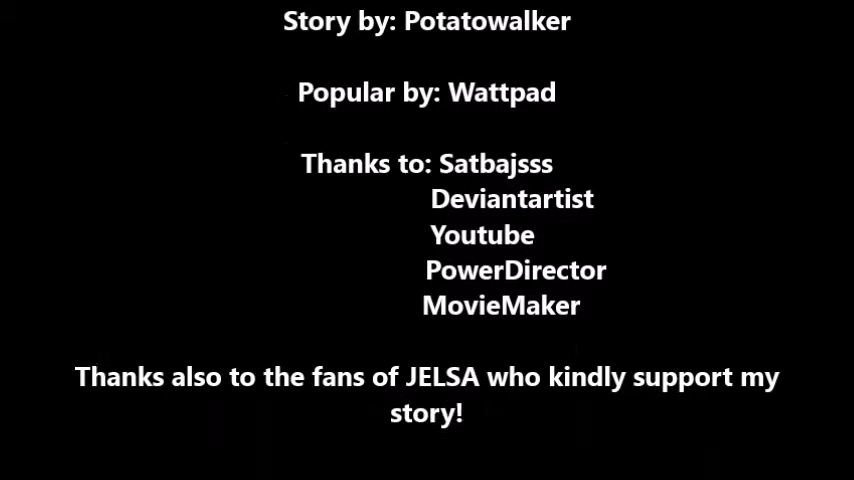 Story by: Potatowalker
Popular by: Wattpad
Thanks to: Satbajsss
Deviantartist
Youtube
PowerDirector
MovieMaker
Thanks also to the fans of JELSA who kindly support my
story!